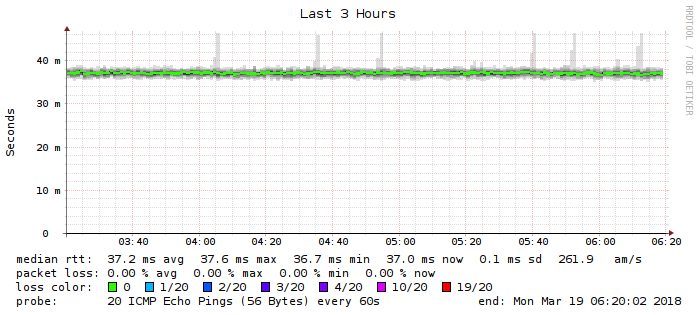 Last 3 Hours
RRDTOOL / TOBI OETIKER
Seconds
40 m
30 m
20 m
10 m
0
03:40 04:00 04:20 04:40 05:00 05:20 05:40 06:00 06:20
median rtt: 37.2 ms avg 37.6 ms max 36.7 ms min 37.0 ms now 0.1 ms sd 261.9 am/s
packet loss: 0.00 % avg 0.00 % max 0.00 % min 0.00 % now
loss color: 0 1/20 2/20 3/20 4/20 10/20 19/20
probe: 20 ICMP Echo Pings (56 Bytes) every 60s end: Mon Mar 19 06:20:02 2018